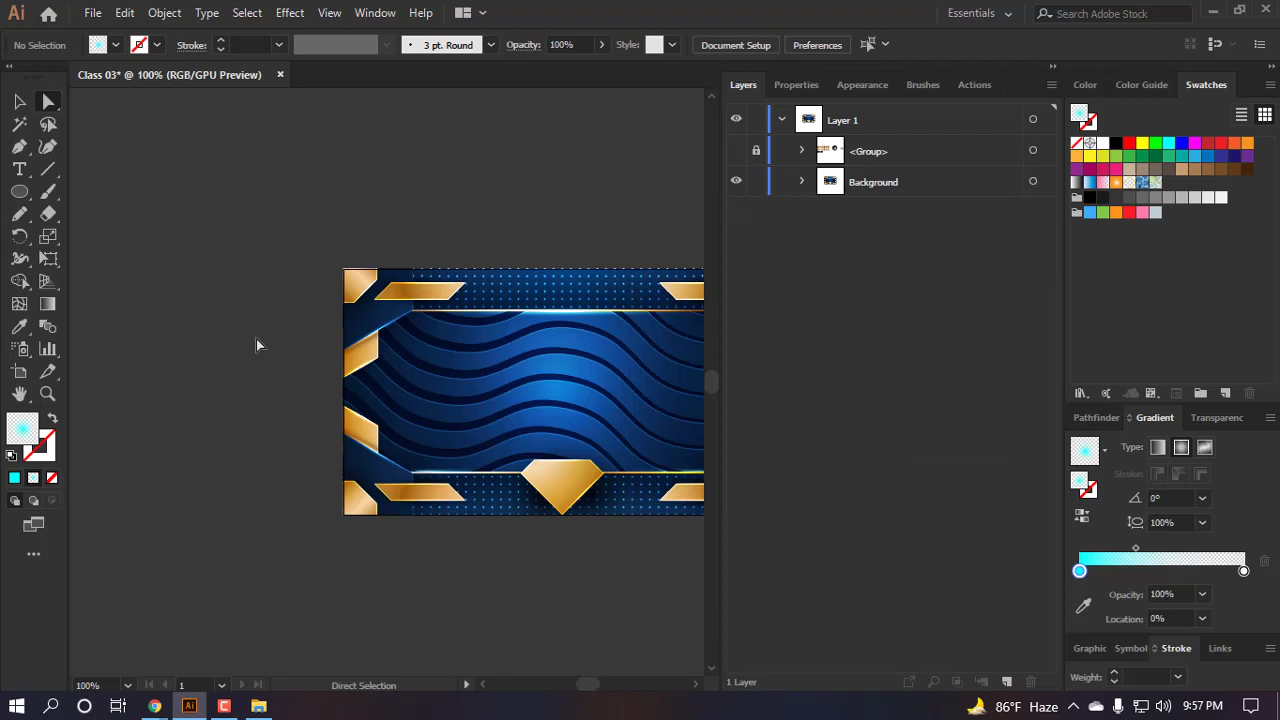 Ai File Edit Object Type Select Effect View Window Help Essentials Search Adobe Stock
No Selection Stroke: 3 pt. Round Opacity: 100% Style: Document Setup Preferences
Class 03* @ 100% (RGB/GPU Preview)
Layers Properties Appearance Brushes Actions Color Color Guide Swatches
Layer 1
<Group>
Background
Pathfinder Gradient Transparenc
Type:
Stroke:
0°
100%
Opacity: 100%
Location: 0%
Graphic Symbol Stroke Links
Weight:
100% 1 Direct Selection 1 Layer
Ai 86°F Haze 9:57 PM